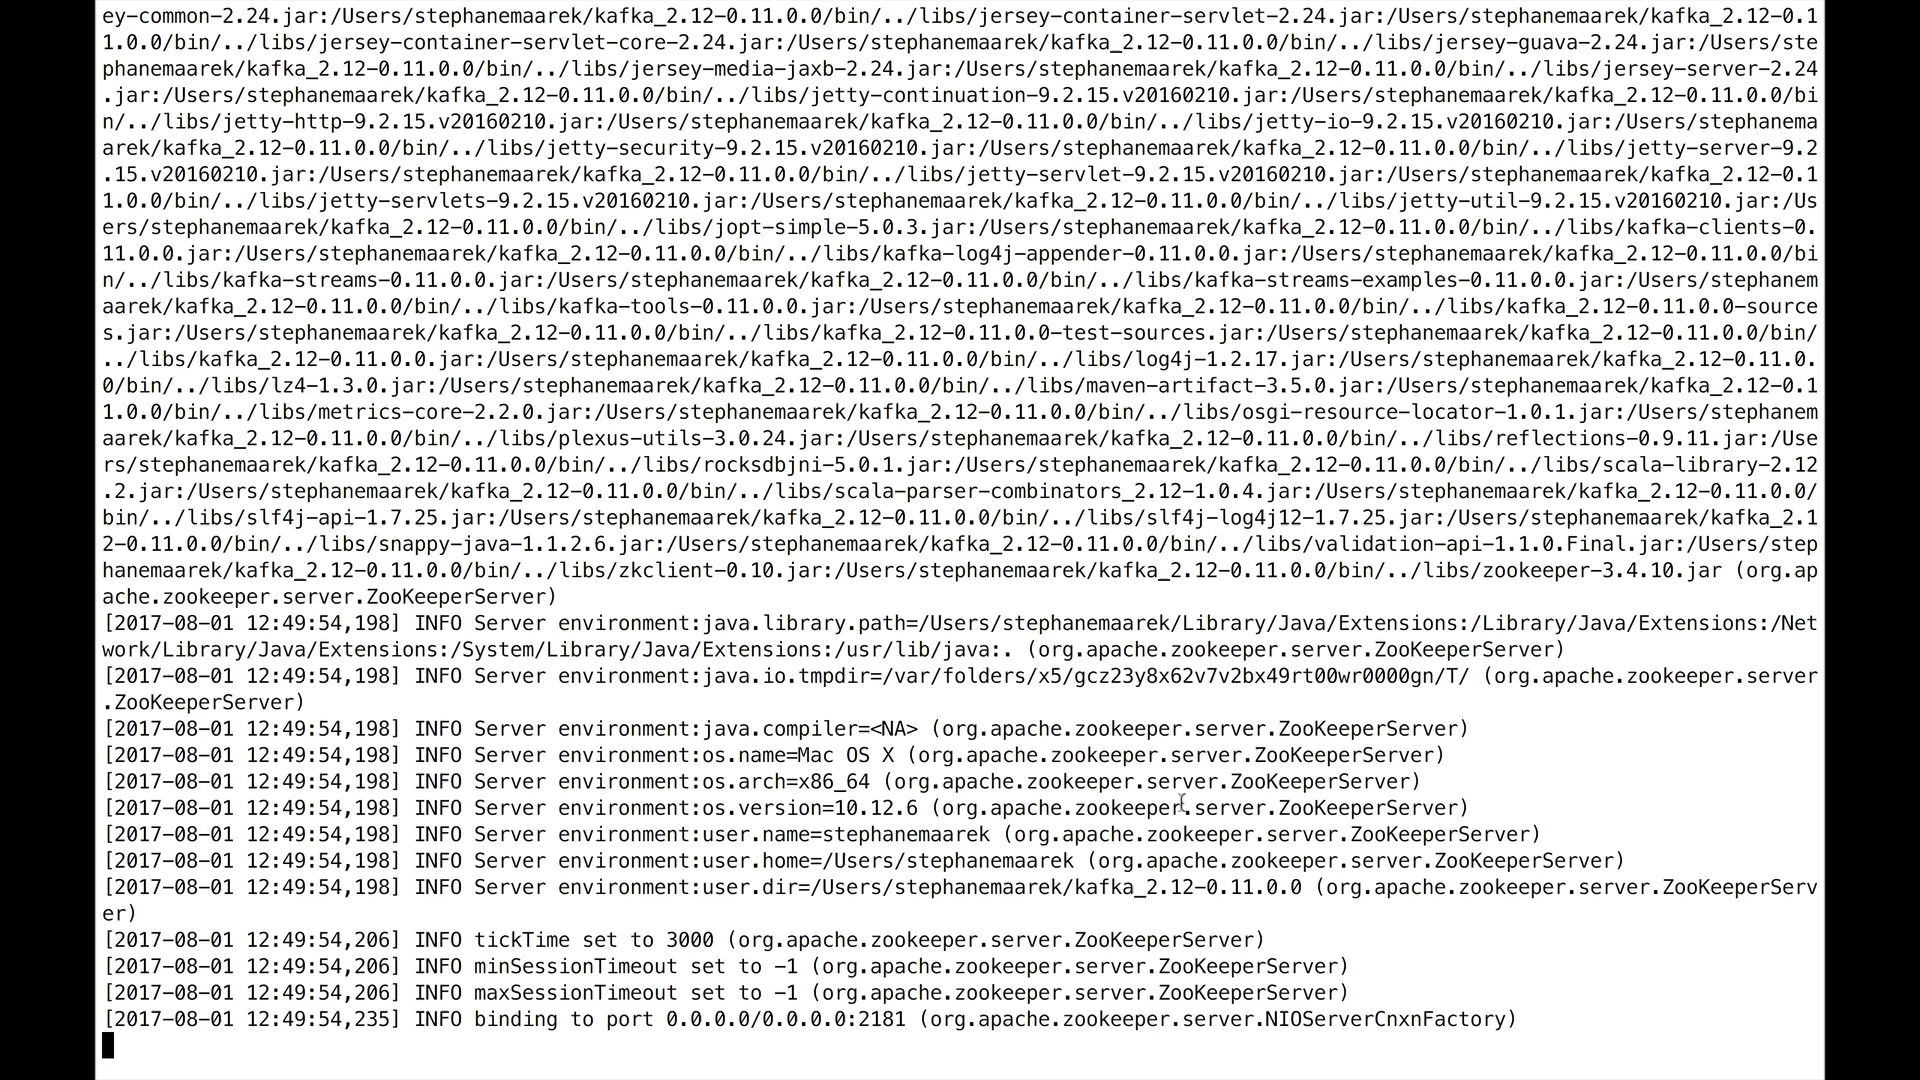 ey-common-2.24.jar:/Users/stephanemaarek/kafka_2.12-0.11.0.0/bin/../libs/jersey-container-servlet-2.24.jar:/Users/stephanemaarek/kafka_2.12-0.1
1.0.0/bin/../libs/jersey-container-servlet-core-2.24.jar:/Users/stephanemaarek/kafka_2.12-0.11.0.0/bin/../libs/jersey-guava-2.24.jar:/Users/ste
phanemaarek/kafka_2.12-0.11.0.0/bin/../libs/jersey-media-jaxb-2.24.jar:/Users/stephanemaarek/kafka_2.12-0.11.0.0/bin/../libs/jersey-server-2.24
.jar:/Users/stephanemaarek/kafka_2.12-0.11.0.0/bin/../libs/jetty-continuation-9.2.15.v20160210.jar:/Users/stephanemaarek/kafka_2.12-0.11.0.0/bi
n/../libs/jetty-http-9.2.15.v20160210.jar:/Users/stephanemaarek/kafka_2.12-0.11.0.0/bin/../libs/jetty-io-9.2.15.v20160210.jar:/Users/stephanema
arek/kafka_2.12-0.11.0.0/bin/../libs/jetty-security-9.2.15.v20160210.jar:/Users/stephanemaarek/kafka_2.12-0.11.0.0/bin/../libs/jetty-server-9.2
.15.v20160210.jar:/Users/stephanemaarek/kafka_2.12-0.11.0.0/bin/../libs/jetty-servlet-9.2.15.v20160210.jar:/Users/stephanemaarek/kafka_2.12-0.1
1.0.0/bin/../libs/jetty-servlets-9.2.15.v20160210.jar:/Users/stephanemaarek/kafka_2.12-0.11.0.0/bin/../libs/jetty-util-9.2.15.v20160210.jar:/Us
ers/stephanemaarek/kafka_2.12-0.11.0.0/bin/../libs/jopt-simple-5.0.3.jar:/Users/stephanemaarek/kafka_2.12-0.11.0.0/bin/../libs/kafka-clients-0.
11.0.0.jar:/Users/stephanemaarek/kafka_2.12-0.11.0.0/bin/../libs/kafka-log4j-appender-0.11.0.0.jar:/Users/stephanemaarek/kafka_2.12-0.11.0.0/bi
n/../libs/kafka-streams-0.11.0.0.jar:/Users/stephanemaarek/kafka_2.12-0.11.0.0/bin/../libs/kafka-streams-examples-0.11.0.0.jar:/Users/stephanem
aarek/kafka_2.12-0.11.0.0/bin/../libs/kafka-tools-0.11.0.0.jar:/Users/stephanemaarek/kafka_2.12-0.11.0.0/bin/../libs/kafka_2.12-0.11.0.0-source
s.jar:/Users/stephanemaarek/kafka_2.12-0.11.0.0/bin/../libs/kafka_2.12-0.11.0.0-test-sources.jar:/Users/stephanemaarek/kafka_2.12-0.11.0.0/bin/
../libs/kafka_2.12-0.11.0.0.jar:/Users/stephanemaarek/kafka_2.12-0.11.0.0/bin/../libs/log4j-1.2.17.jar:/Users/stephanemaarek/kafka_2.12-0.11.0.
0/bin/../libs/lz4-1.3.0.jar:/Users/stephanemaarek/kafka_2.12-0.11.0.0/bin/../libs/maven-artifact-3.5.0.jar:/Users/stephanemaarek/kafka_2.12-0.1
1.0.0/bin/../libs/metrics-core-2.2.0.jar:/Users/stephanemaarek/kafka_2.12-0.11.0.0/bin/../libs/osgi-resource-locator-1.0.1.jar:/Users/stephanem
aarek/kafka_2.12-0.11.0.0/bin/../libs/plexus-utils-3.0.24.jar:/Users/stephanemaarek/kafka_2.12-0.11.0.0/bin/../libs/reflections-0.9.11.jar:/Use
rs/stephanemaarek/kafka_2.12-0.11.0.0/bin/../libs/rocksdbjni-5.0.1.jar:/Users/stephanemaarek/kafka_2.12-0.11.0.0/bin/../libs/scala-library-2.12
.2.jar:/Users/stephanemaarek/kafka_2.12-0.11.0.0/bin/../libs/scala-parser-combinators_2.12-1.0.4.jar:/Users/stephanemaarek/kafka_2.12-0.11.0.0/
bin/../libs/slf4j-api-1.7.25.jar:/Users/stephanemaarek/kafka_2.12-0.11.0.0/bin/../libs/slf4j-log4j12-1.7.25.jar:/Users/stephanemaarek/kafka_2.1
2-0.11.0.0/bin/../libs/snappy-java-1.1.2.6.jar:/Users/stephanemaarek/kafka_2.12-0.11.0.0/bin/../libs/validation-api-1.1.0.Final.jar:/Users/step
hanemaarek/kafka_2.12-0.11.0.0/bin/../libs/zkclient-0.10.jar:/Users/stephanemaarek/kafka_2.12-0.11.0.0/bin/../libs/zookeeper-3.4.10.jar (org.ap
ache.zookeeper.server.ZooKeeperServer)
[2017-08-01 12:49:54,198] INFO Server environment:java.library.path=/Users/stephanemaarek/Library/Java/Extensions:/Library/Java/Extensions:/Net
work/Library/Java/Extensions:/System/Library/Java/Extensions:/usr/lib/java:. (org.apache.zookeeper.server.ZooKeeperServer)
[2017-08-01 12:49:54,198] INFO Server environment:java.io.tmpdir=/var/folders/x5/gcz23y8x62v7v2bx49rt00wr0000gn/T/ (org.apache.zookeeper.server
.ZooKeeperServer)
[2017-08-01 12:49:54,198] INFO Server environment:java.compiler=<NA> (org.apache.zookeeper.server.ZooKeeperServer)
[2017-08-01 12:49:54,198] INFO Server environment:os.name=Mac OS X (org.apache.zookeeper.server.ZooKeeperServer)
[2017-08-01 12:49:54,198] INFO Server environment:os.arch=x86_64 (org.apache.zookeeper.server.ZooKeeperServer)
[2017-08-01 12:49:54,198] INFO Server environment:os.version=10.12.6 (org.apache.zookeeper.server.ZooKeeperServer)
[2017-08-01 12:49:54,198] INFO Server environment:user.name=stephanemaarek (org.apache.zookeeper.server.ZooKeeperServer)
[2017-08-01 12:49:54,198] INFO Server environment:user.home=/Users/stephanemaarek (org.apache.zookeeper.server.ZooKeeperServer)
[2017-08-01 12:49:54,198] INFO Server environment:user.dir=/Users/stephanemaarek/kafka_2.12-0.11.0.0 (org.apache.zookeeper.server.ZooKeeperServ
er)
[2017-08-01 12:49:54,206] INFO tickTime set to 3000 (org.apache.zookeeper.server.ZooKeeperServer)
[2017-08-01 12:49:54,206] INFO minSessionTimeout set to -1 (org.apache.zookeeper.server.ZooKeeperServer)
[2017-08-01 12:49:54,206] INFO maxSessionTimeout set to -1 (org.apache.zookeeper.server.ZooKeeperServer)
[2017-08-01 12:49:54,235] INFO binding to port 0.0.0.0/0.0.0.0:2181 (org.apache.zookeeper.server.NIOServerCnxnFactory)